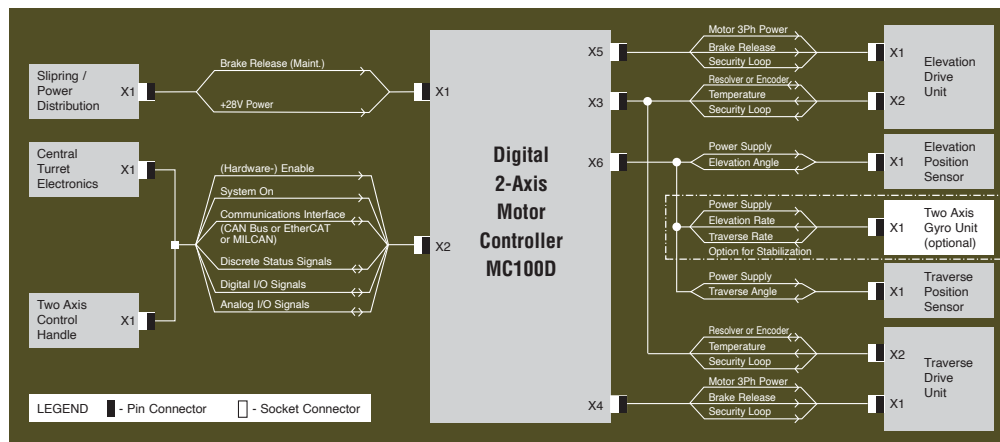 Slipring /
Power
Distribution
X1
Brake Release (Maint.)
+28V Power
X1
Central
Turret
Electronics
X1
(Hardware-) Enable
System On
Communications Interface
(CAN Bus or EtherCAT
or MILCAN)
Discrete Status Signals
Digital I/O Signals
Analog I/O Signals
X2
Two Axis
Control
Handle
X1
LEGEND
- Pin Connector
- Socket Connector
Digital
2-Axis
Motor
Controller
MC100D
X5
X3
X6
X4
Motor 3Ph Power
Brake Release
Security Loop
X1
Resolver or Encoder
Temperature
Security Loop
X2
Elevation
Drive
Unit
Power Supply
Elevation Angle
X1
Elevation
Position
Sensor
Power Supply
Elevation Rate
Traverse Rate
Option for Stabilization
X1
Two Axis
Gyro Unit
(optional)
Power Supply
Traverse Angle
X1
Traverse
Position
Sensor
Resolver or Encoder
Temperature
Security Loop
X2
Motor 3Ph Power
Brake Release
Security Loop
X1
Traverse
Drive
Unit